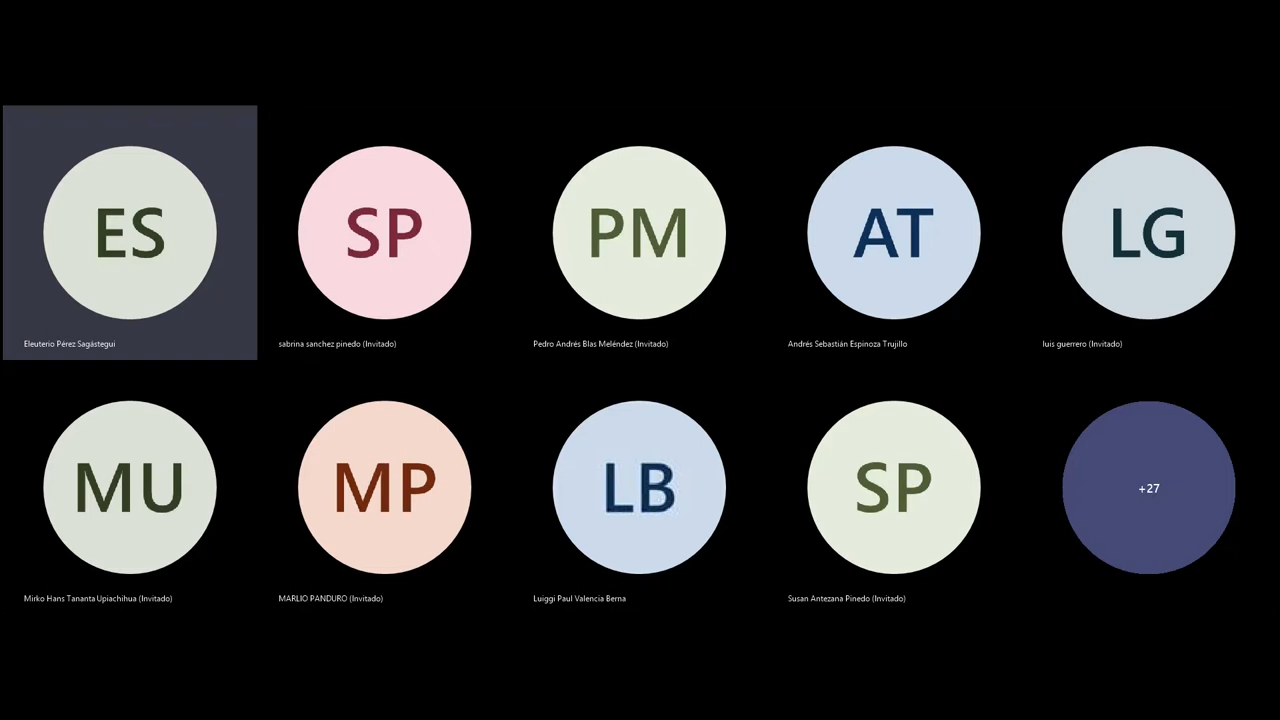 ES
SP
PM
AT
LG
Eleuterio Pérez Sagástegui
sabrina sanchez pinedo (Invitado)
Pedro Andrés Blas Meléndez (Invitado)
Andrés Sebastián Espinoza Trujillo
luis guerrero (Invitado)
MU
MP
LB
SP
+27
Mirko Hans Tananta Upiachihua (Invitado)
MARLIO PANDURO (Invitado)
Luiggi Paul Valencia Berna
Susan Antezana Pinedo (Invitado)